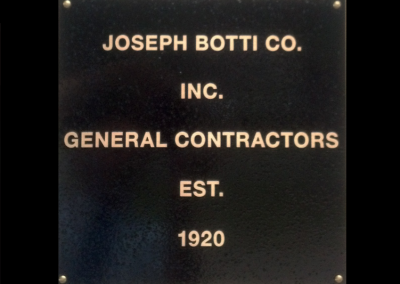 JOSEPH BOTTI CO.
INC.
GENERAL CONTRACTORS
EST.
1920